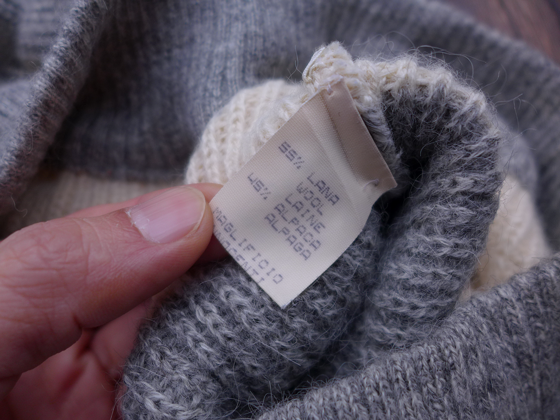 55% LANA
WOOL
LAINE
45% ALPACA
ALPAGA
MAGLIFICIO